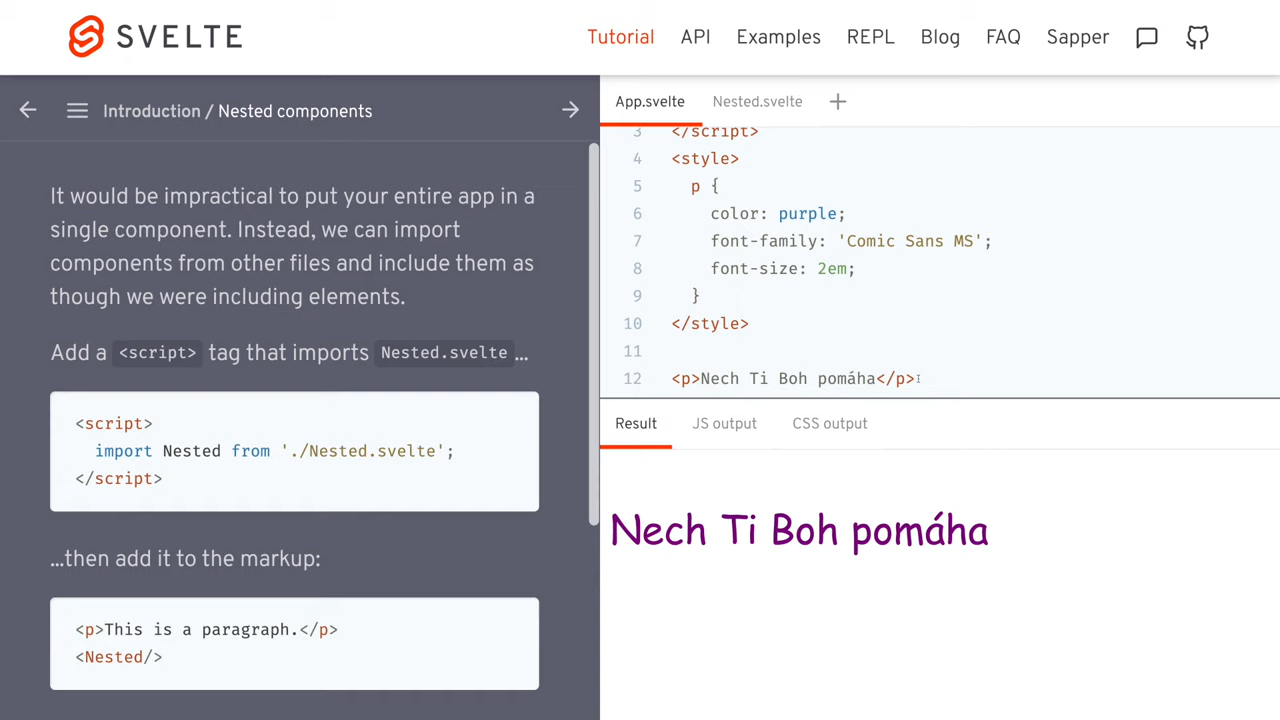 SVELTE
Tutorial API Examples REPL Blog FAQ Sapper
Introduction / Nested components
It would be impractical to put your entire app in a
single component. Instead, we can import
components from other files and include them as
though we were including elements.
Add a <script> tag that imports Nested.svelte ...
<script>
import Nested from './Nested.svelte';
</script>
...then add it to the markup:
<p>This is a paragraph.</p>
<Nested/>
App.svelte Nested.svelte +
3 </script>
4 <style>
5 p {
6 color: purple;
7 font-family: 'Comic Sans MS';
8 font-size: 2em;
9 }
10 </style>
11
12 <p>Nech Ti Boh pomáha</p>
Result JS output CSS output
Nech Ti Boh pomáha